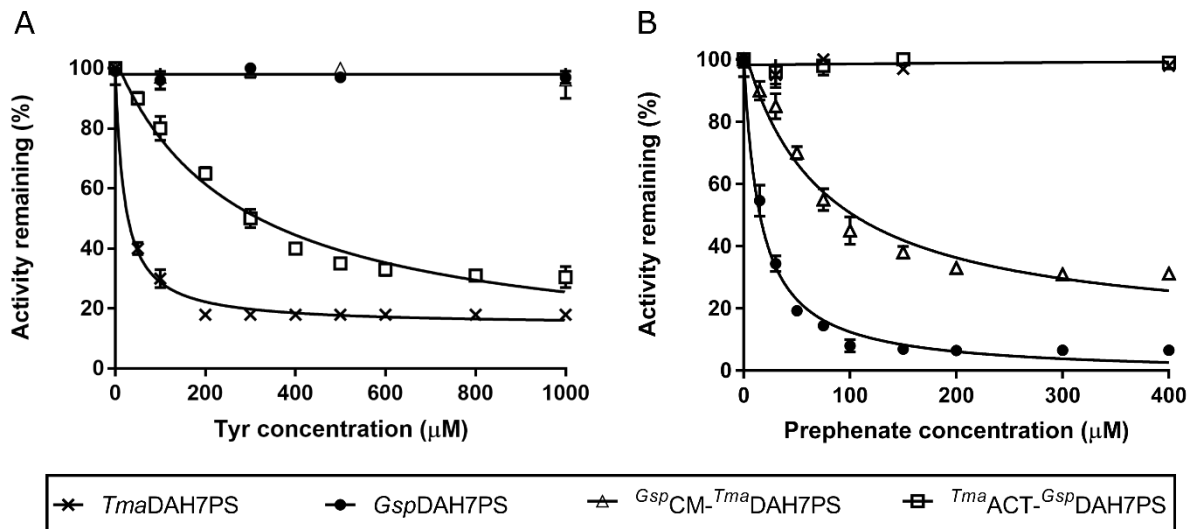 A
B
Activity remaining (%)
100
80
60
40
20
0
0 200 400 600 800 1000
Tyr concentration (μM)
Activity remaining (%)
100
80
60
40
20
0
0 100 200 300 400
Prephenate concentration (μM)
TmaDAH7PS GspDAH7PS GspCM-TmaDAH7PS TmaACT-GspDAH7PS